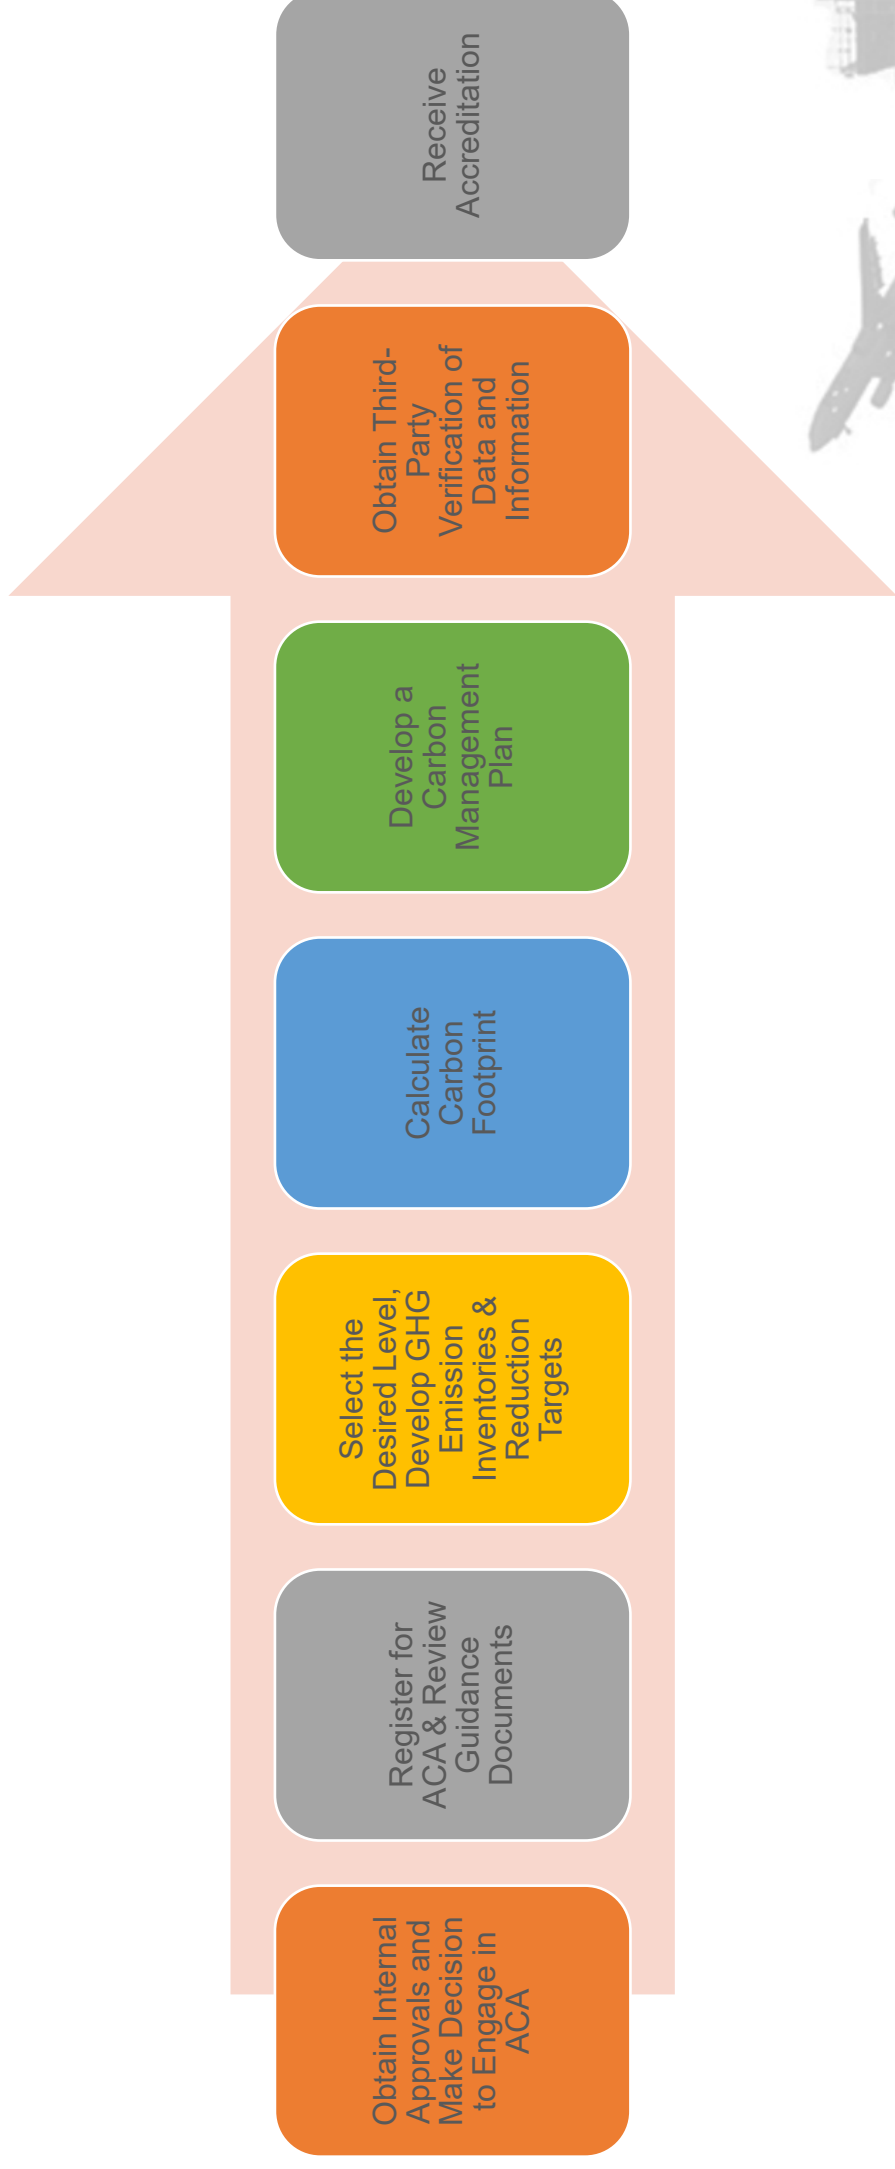 Obtain Internal
Approvals and
Make Decision
to Engage in
ACA
Register for
ACA & Review
Guidance
Documents
Select the
Desired Level,
Develop GHG
Emission
Inventories &
Reduction
Targets
Calculate
Carbon
Footprint
Develop a
Carbon
Management
Plan
Obtain Third-
Party
Verification of
Data and
Information
Receive
Accreditation